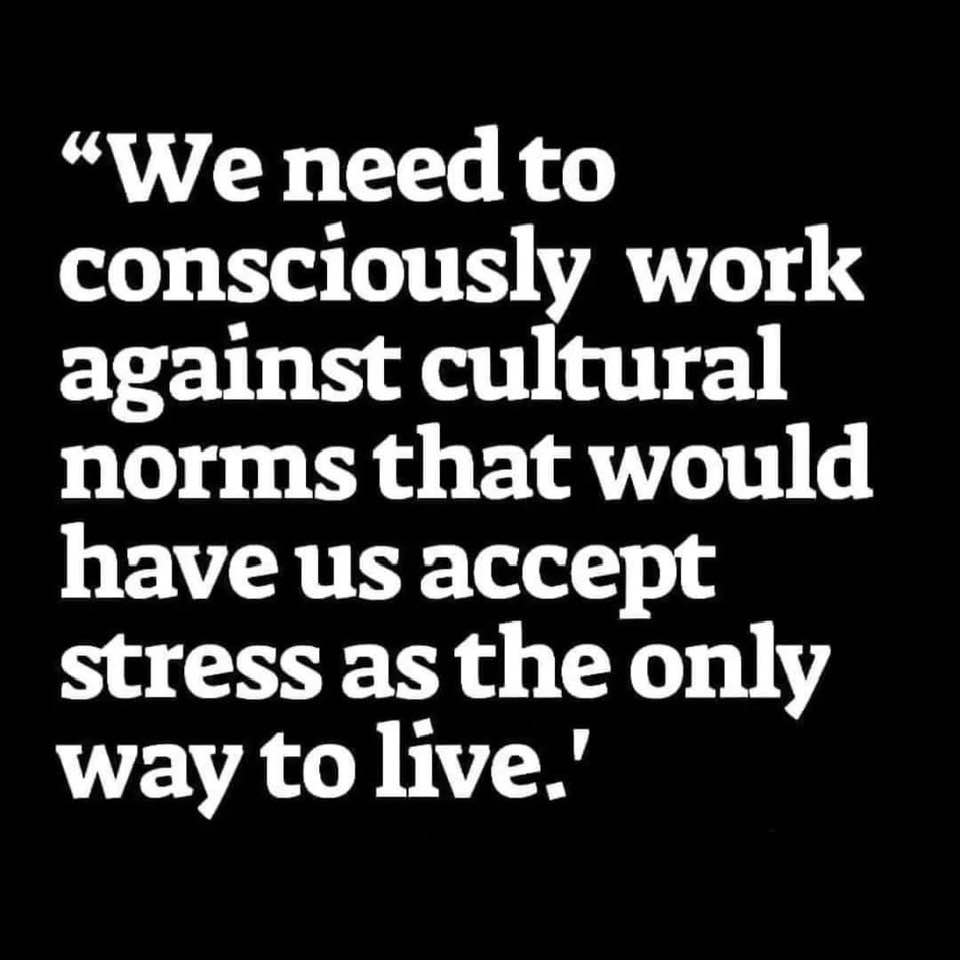 “We need to
consciously work
against cultural
norms that would
have us accept
stress as the only
way to live.'